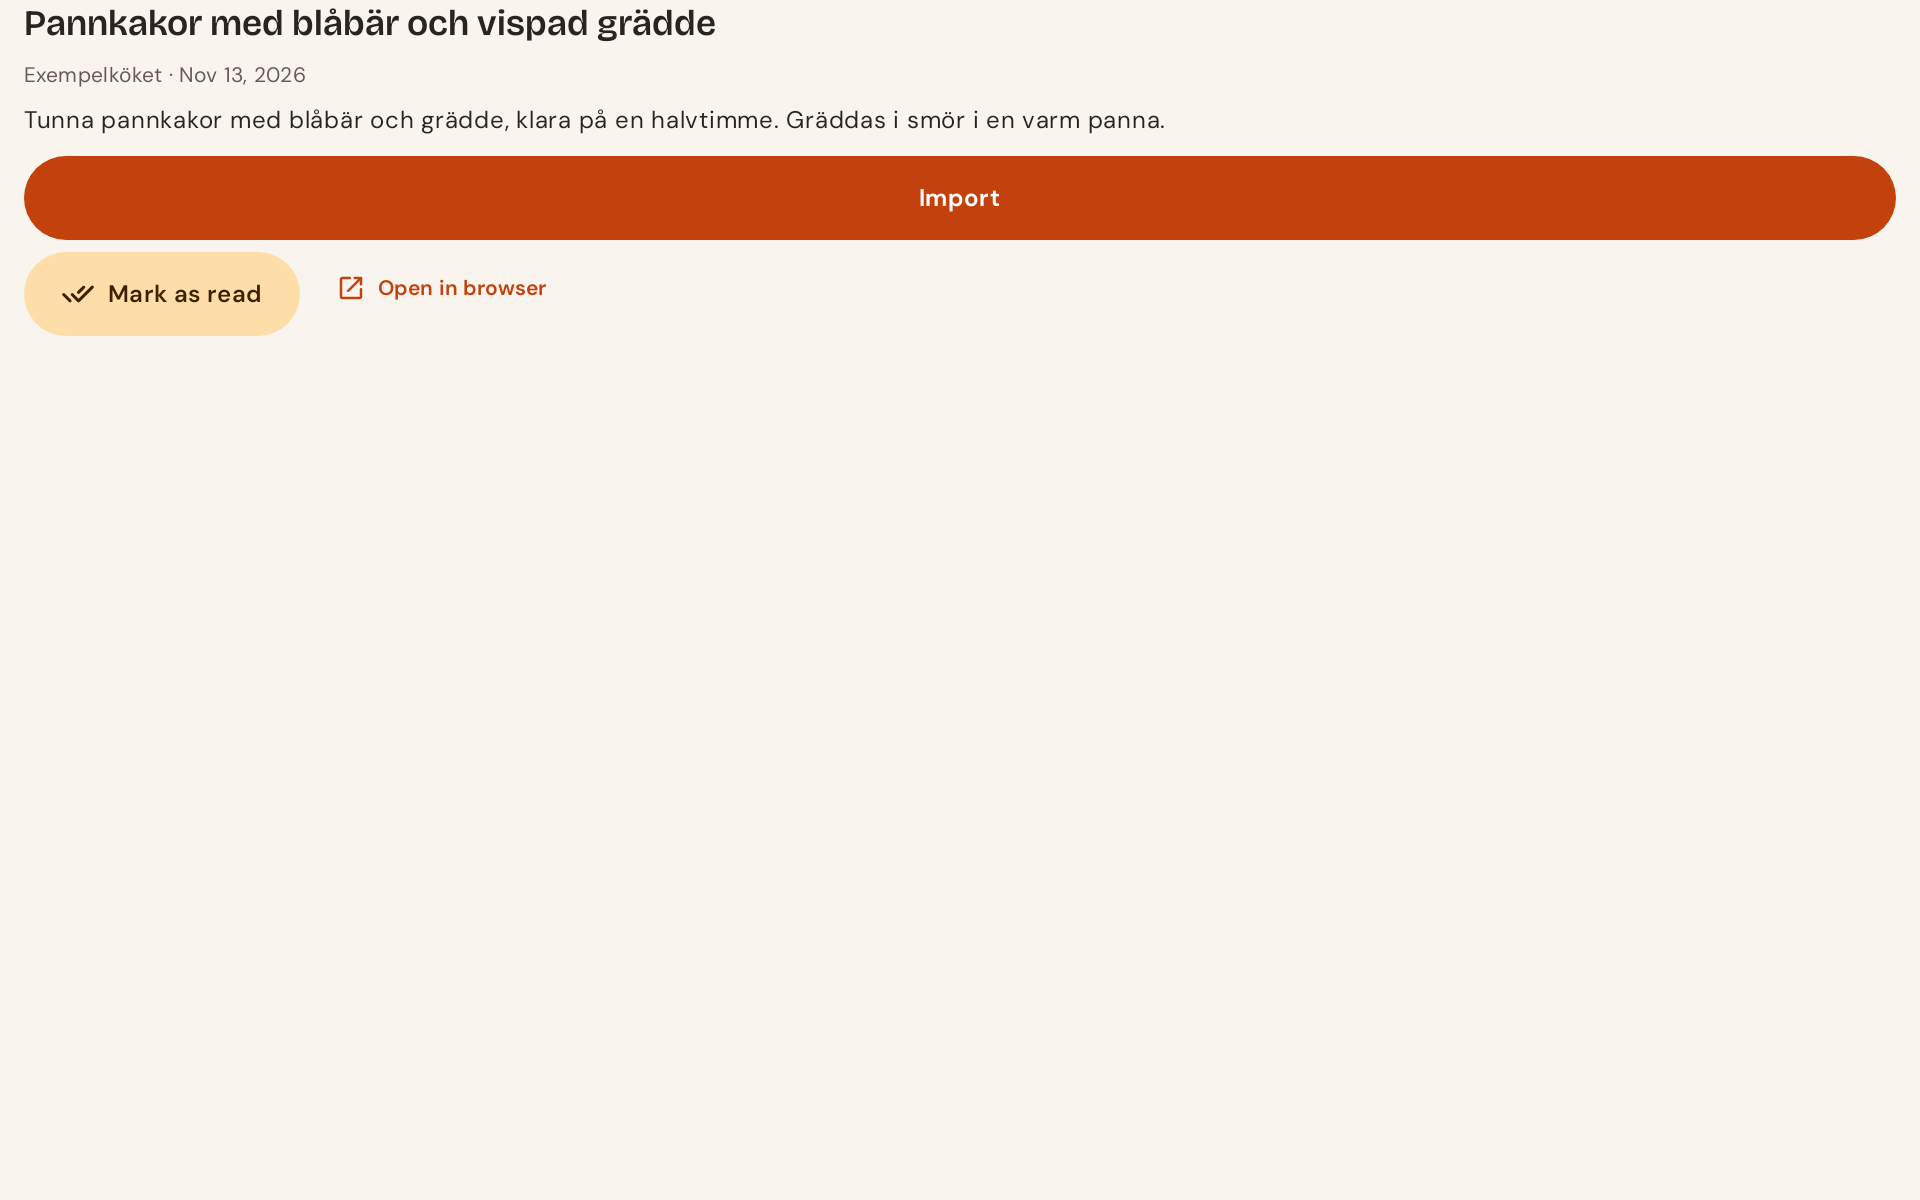 Pannkakor med blåbär och vispad grädde
Exempelköket · Nov 13, 2026
Tunna pannkakor med blåbär och grädde, klara på en halvtimme. Gräddas i smör i en varm panna.
Import
Mark as read
Open in browser